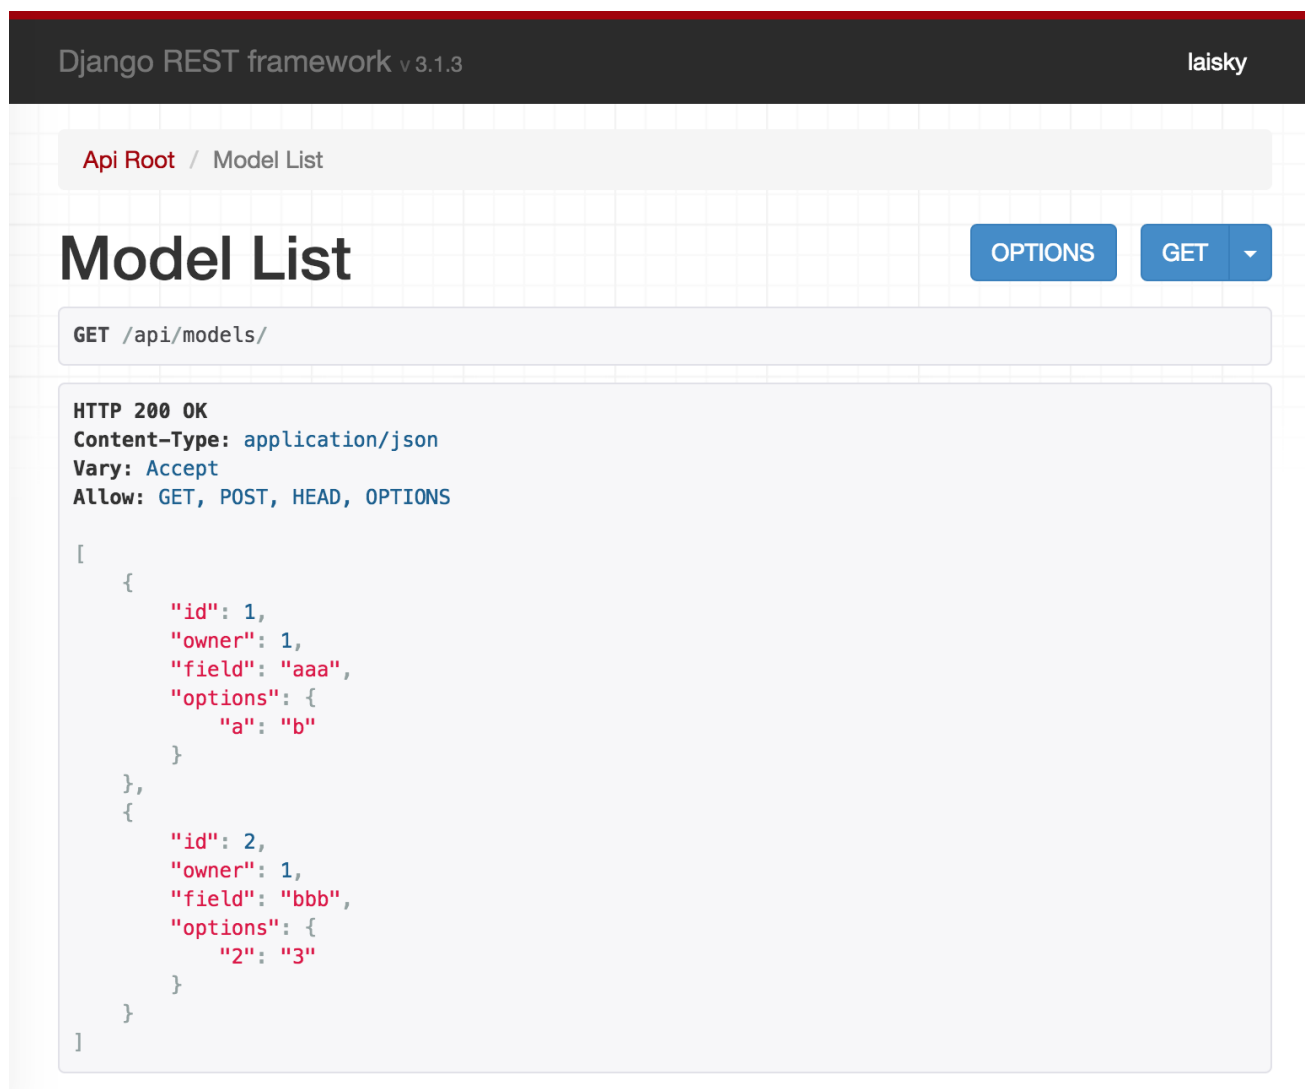 Django REST framework v 3.1.3
laisky
Api Root / Model List
Model List
OPTIONS
GET
GET /api/models/
HTTP 200 OK
Content-Type: application/json
Vary: Accept
Allow: GET, POST, HEAD, OPTIONS
[
    {
        "id": 1,
        "owner": 1,
        "field": "aaa",
        "options": {
            "a": "b"
        }
    },
    {
        "id": 2,
        "owner": 1,
        "field": "bbb",
        "options": {
            "2": "3"
        }
    }
]